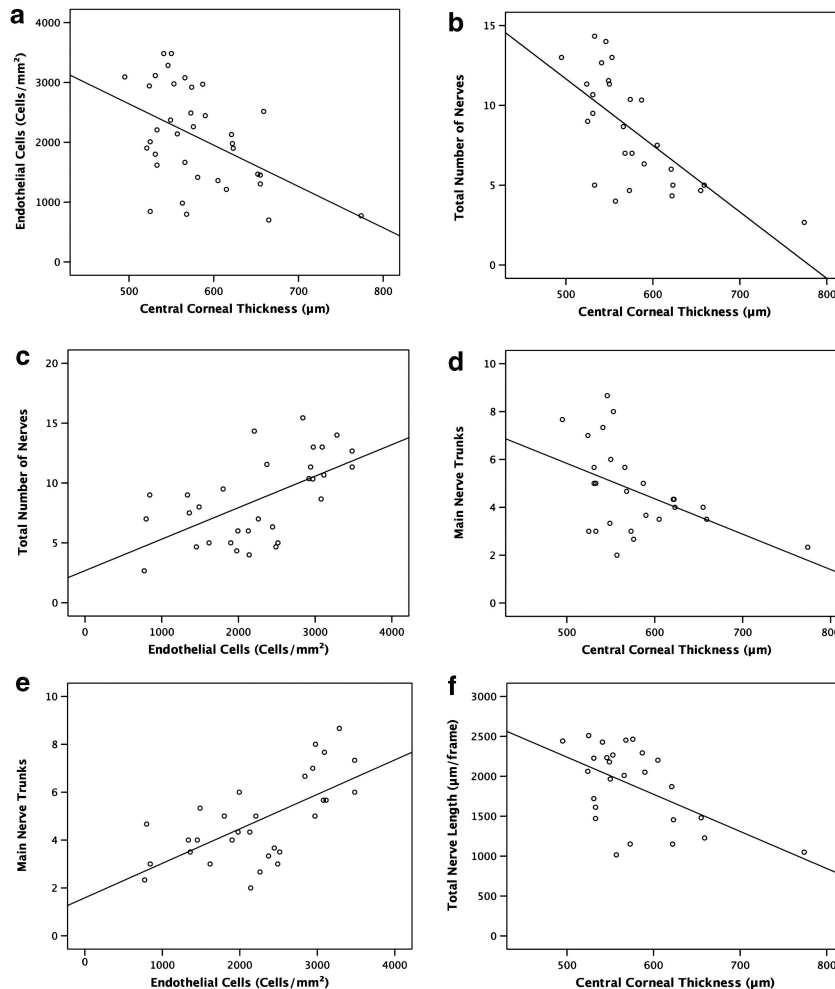 a
4000
3000
2000
1000
0
Endothelial Cells (Cells/mm²)
500 600 700 800
Central Corneal Thickness (µm)
b
15
10
5
0
Total Number of Nerves
500 600 700 800
Central Corneal Thickness (µm)
c
20
15
10
5
0
Total Number of Nerves
0 1000 2000 3000 4000
Endothelial Cells (Cells/mm²)
d
10
8
6
4
2
0
Main Nerve Trunks
500 600 700 800
Central Corneal Thickness (µm)
e
10
8
6
4
2
0
Main Nerve Trunks
0 1000 2000 3000 4000
Endothelial Cells (Cells/mm²)
f
3000
2500
2000
1500
1000
500
0
Total Nerve Length (µm/frame)
500 600 700 800
Central Corneal Thickness (µm)